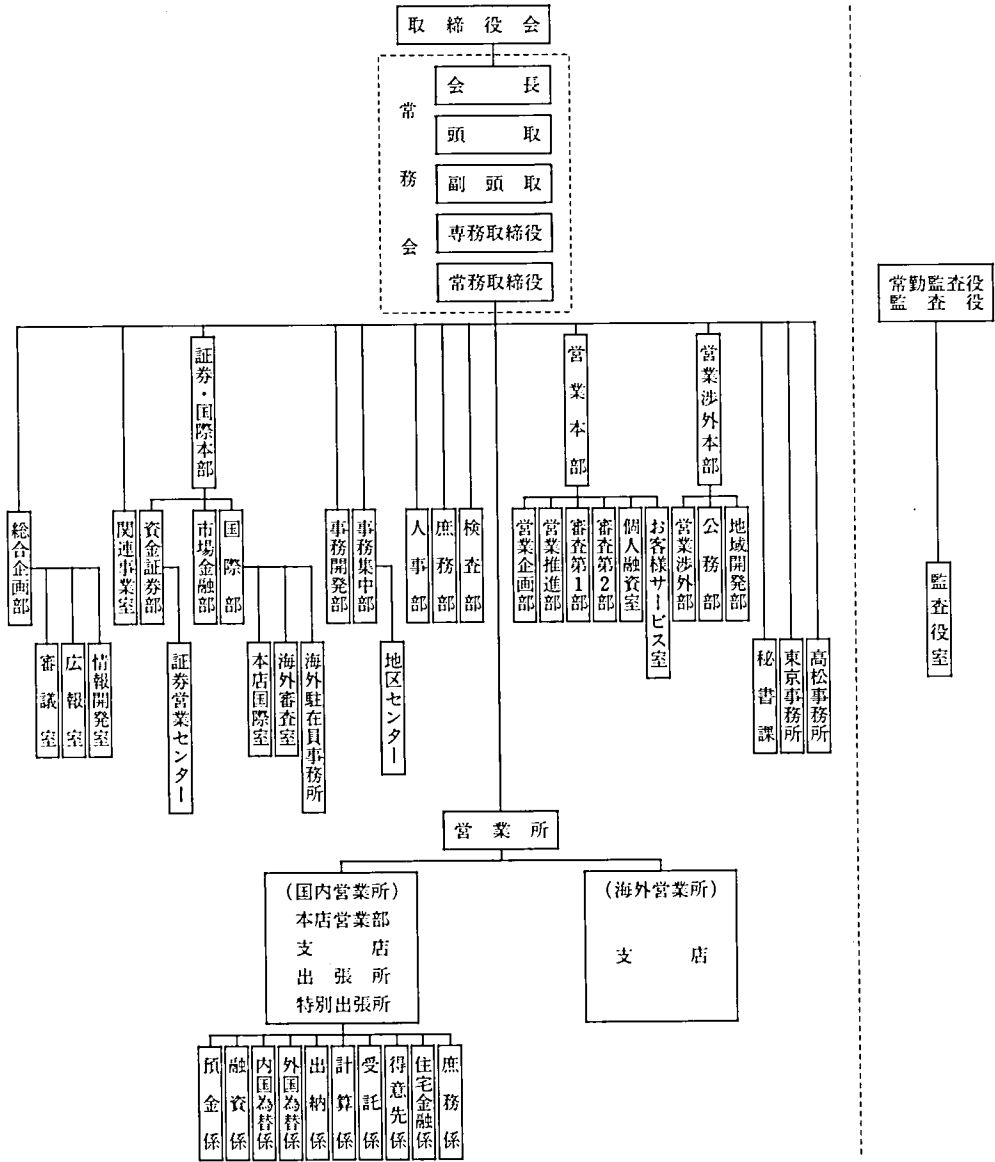 取締役会
常務会
会長
頭取
副頭取
専務取締役
常務取締役
常勤監査役
監査役
監査役室
総合企画部
審議室
広報室
情報開発室
関連事業室
証券・国際本部
資金証券部
証券営業センター
市場金融部
国際部
本店国際室
海外審査室
海外駐在員事務所
事務開発部
事務集中部
地区センター
人事部
庶務部
検査部
営業本部
営業企画部
営業推進部
審査第1部
審査第2部
個人融資室
お客様サービス室
営業渉外本部
営業渉外部
公務部
地域開発部
秘書課
東京事務所
高松事務所
営業所
(国内営業所)
本店営業部
支店
出張所
特別出張所
(海外営業所)
支店
預金係
融資係
内国為替係
外国為替係
出納係
計算係
受託係
得意先係
住宅金融係
庶務係